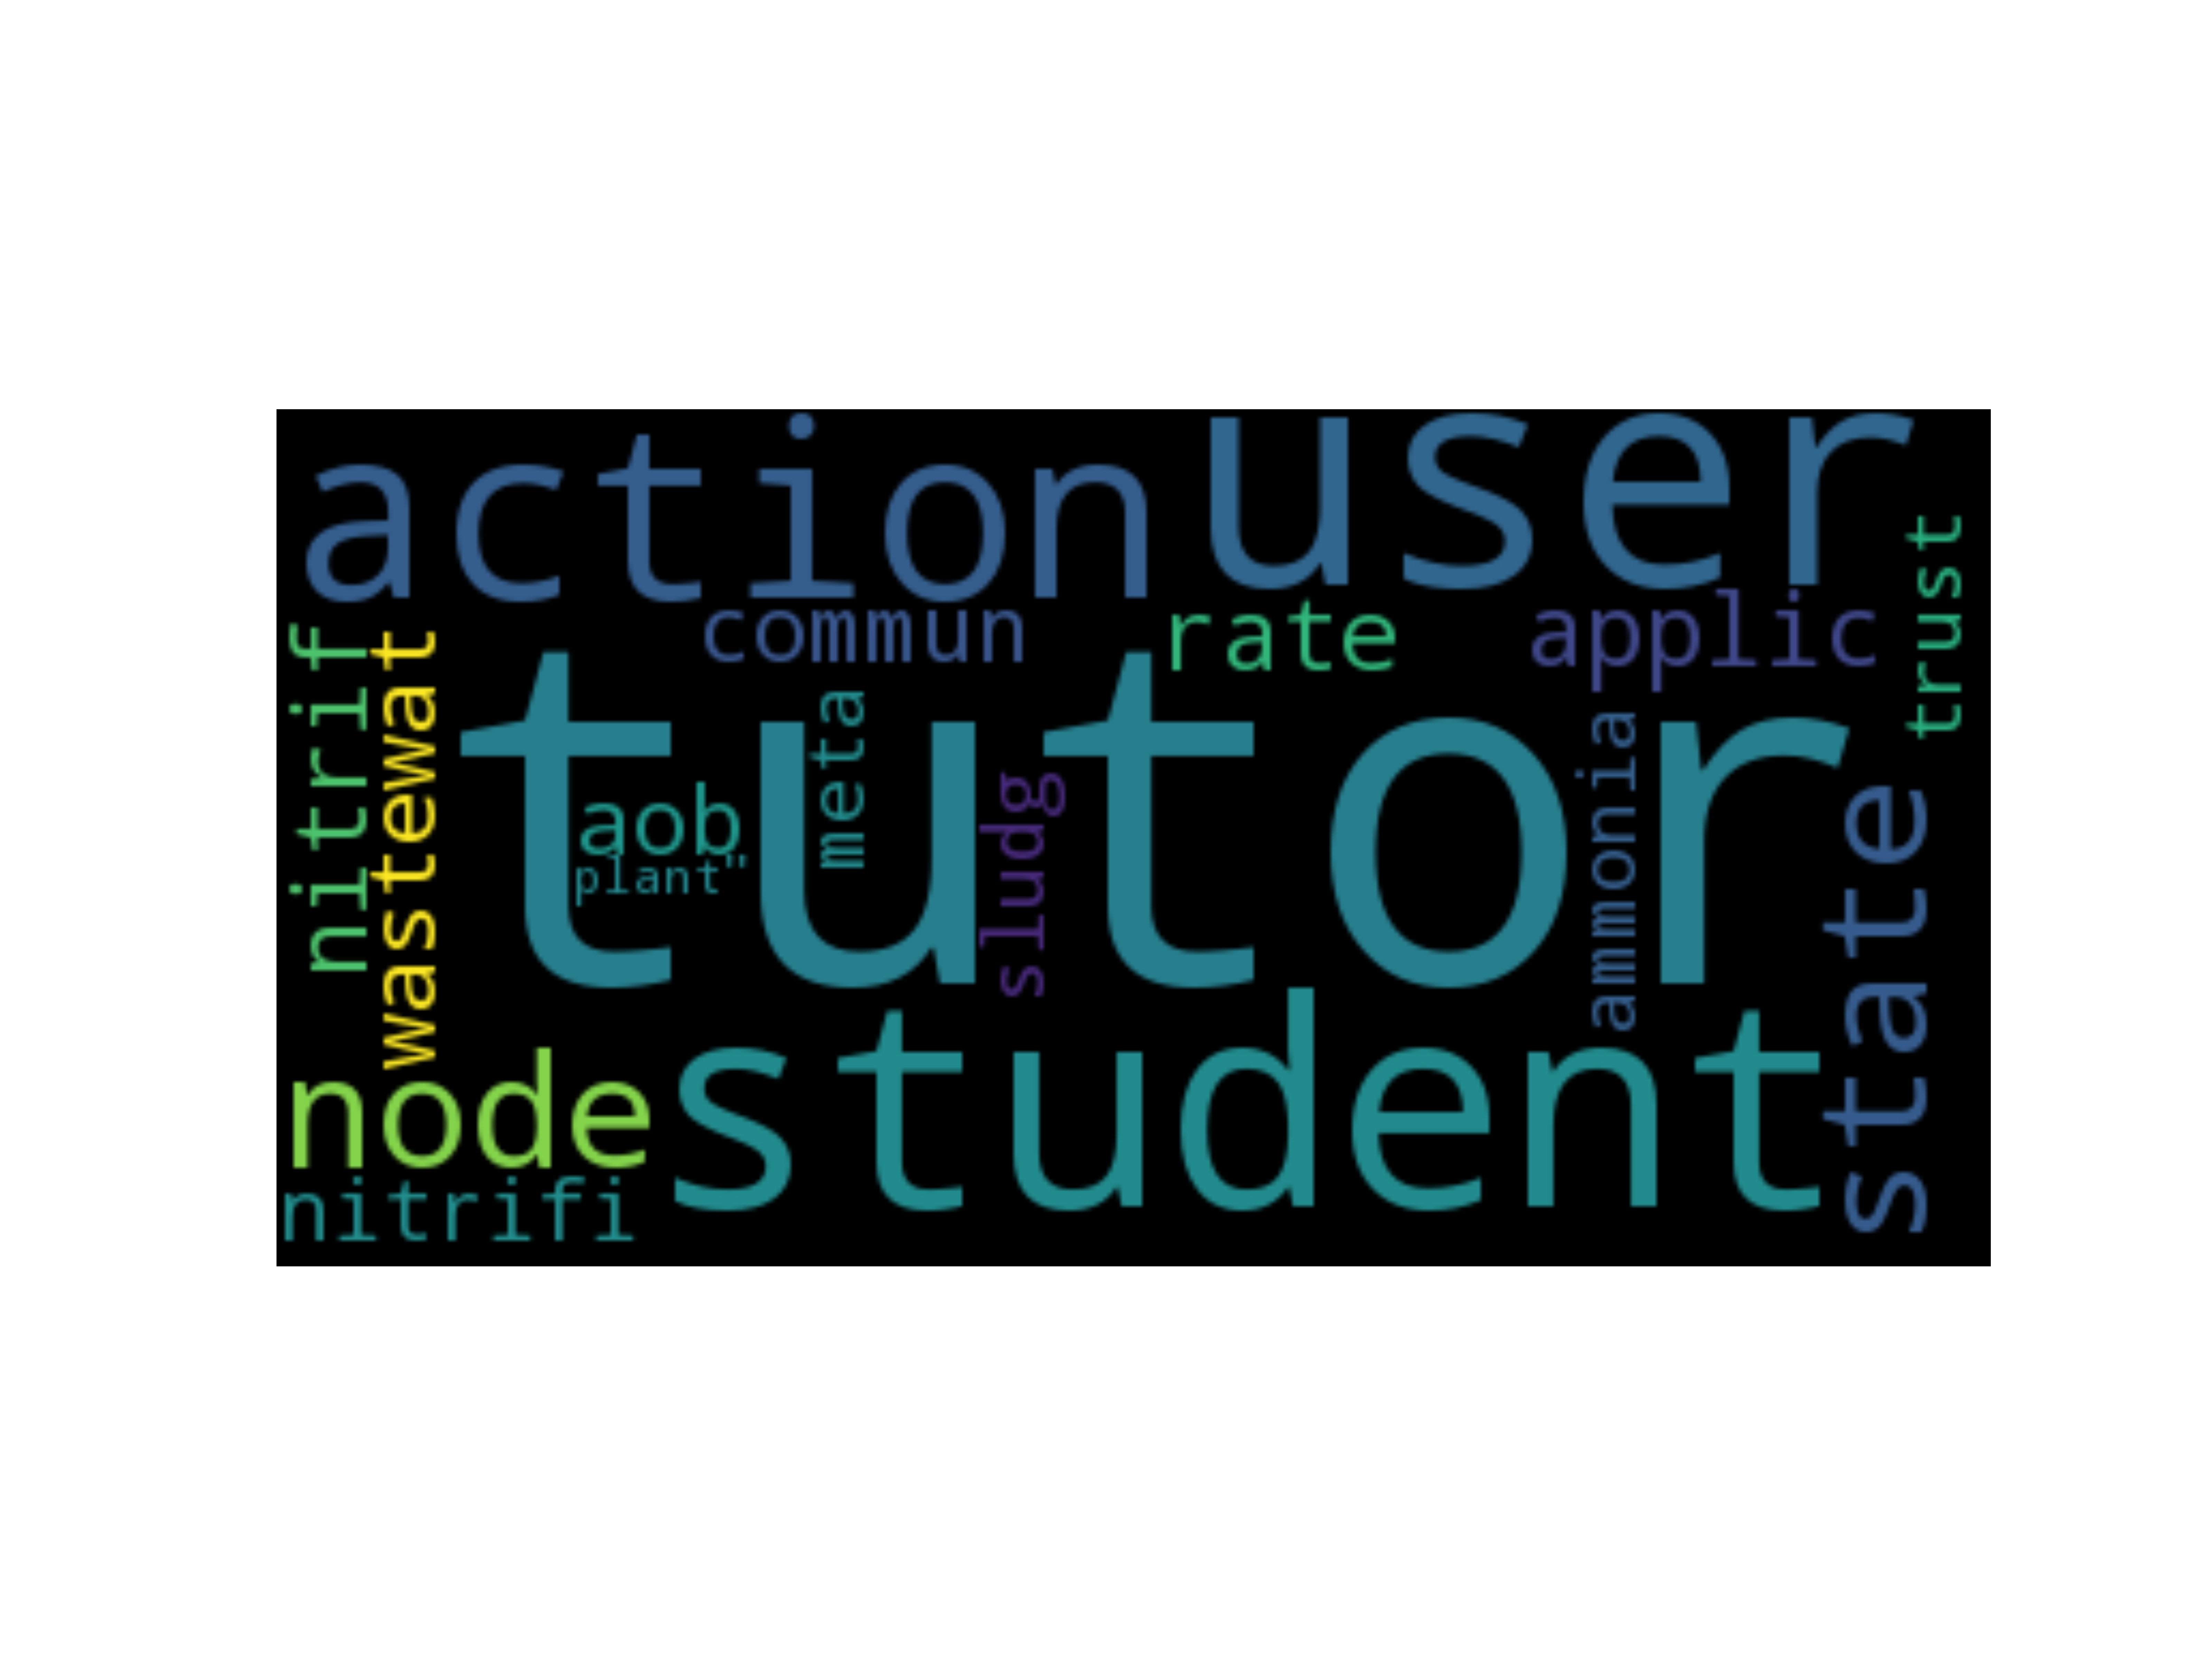 action
user
trust
commun
rate
applic
nitrif
wastewat
tutor
aob
plant"
meta
sludg
ammonia
state
node
student
nitrifi